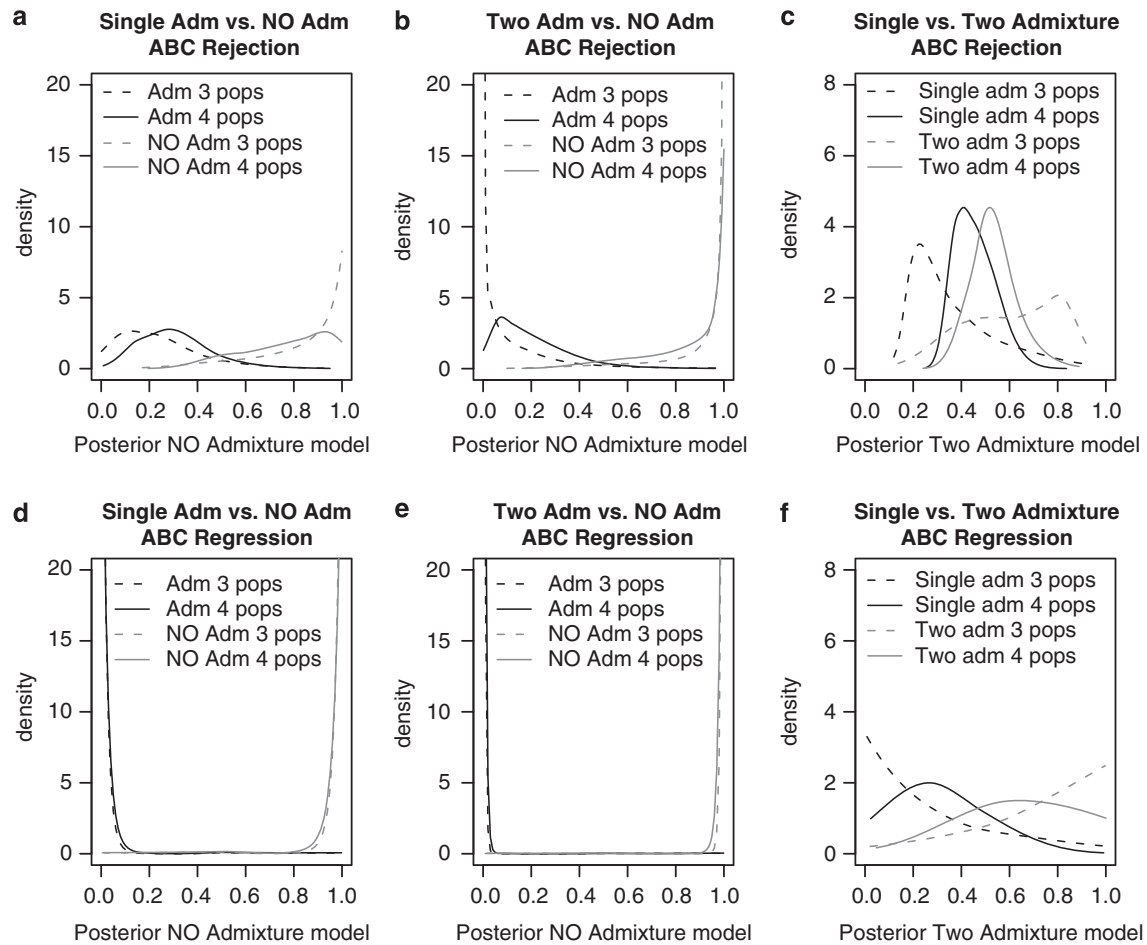 a
Single Adm vs. NO Adm
ABC Rejection
20
15
10
5
0
density
Adm 3 pops
Adm 4 pops
NO Adm 3 pops
NO Adm 4 pops
0.0 0.2 0.4 0.6 0.8 1.0
Posterior NO Admixture model
b
Two Adm vs. NO Adm
ABC Rejection
20
15
10
5
0
density
Adm 3 pops
Adm 4 pops
NO Adm 3 pops
NO Adm 4 pops
0.0 0.2 0.4 0.6 0.8 1.0
Posterior NO Admixture model
c
Single vs. Two Admixture
ABC Rejection
8
6
4
2
0
density
Single adm 3 pops
Single adm 4 pops
Two adm 3 pops
Two adm 4 pops
0.0 0.2 0.4 0.6 0.8 1.0
Posterior Two Admixture model
d
Single Adm vs. NO Adm
ABC Regression
20
15
10
5
0
density
Adm 3 pops
Adm 4 pops
NO Adm 3 pops
NO Adm 4 pops
0.0 0.2 0.4 0.6 0.8 1.0
Posterior NO Admixture model
e
Two Adm vs. NO Adm
ABC Regression
20
15
10
5
0
density
Adm 3 pops
Adm 4 pops
NO Adm 3 pops
NO Adm 4 pops
0.0 0.2 0.4 0.6 0.8 1.0
Posterior NO Admixture model
f
Single vs. Two Admixture
ABC Regression
8
6
4
2
0
density
Single adm 3 pops
Single adm 4 pops
Two adm 3 pops
Two adm 4 pops
0.0 0.2 0.4 0.6 0.8 1.0
Posterior Two Admixture model